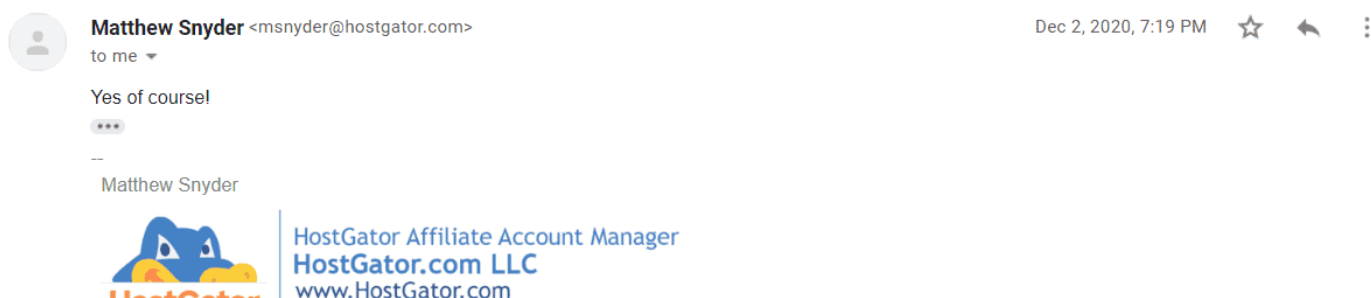 Matthew Snyder <msnyder@hostgator.com>
Dec 2, 2020, 7:19 PM
to me
Yes of course!
--
Matthew Snyder
HostGator Affiliate Account Manager
HostGator.com LLC
www.HostGator.com
HostGator